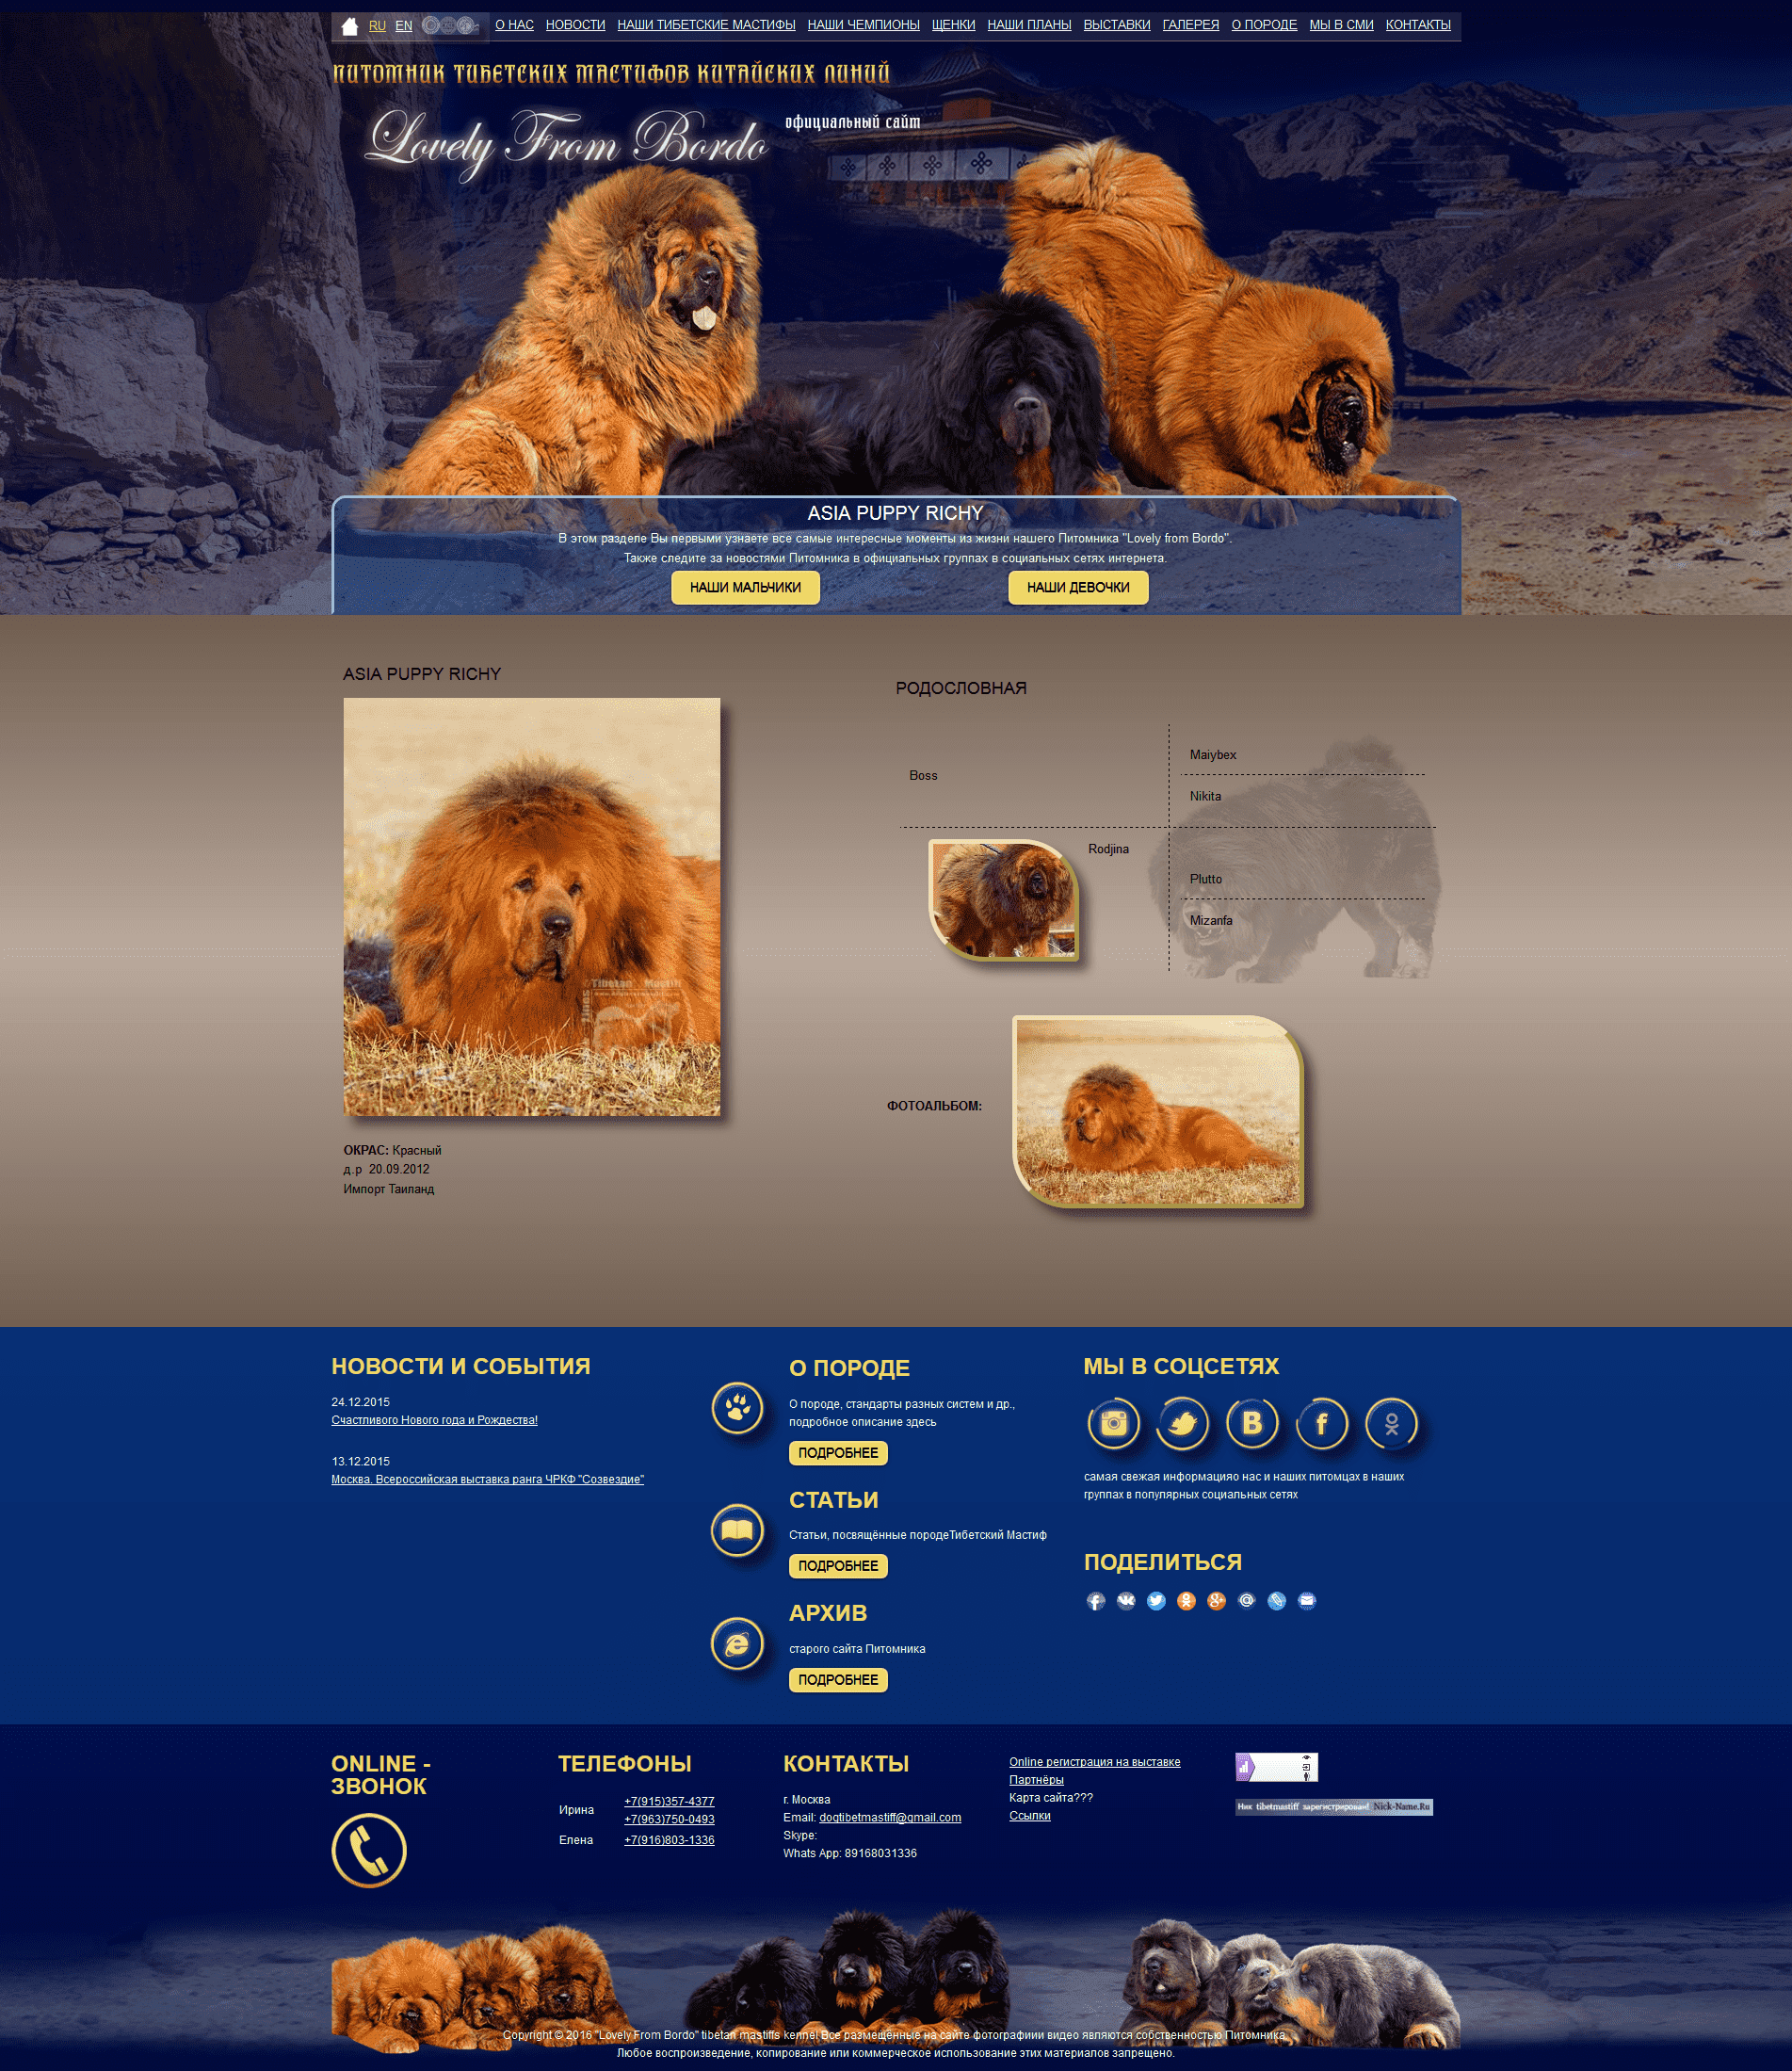 RU EN О НАС НОВОСТИ НАШИ ТИБЕТСКИЕ МАСТИФЫ НАШИ ЧЕМПИОНЫ ЩЕНКИ НАШИ ПЛАНЫ ВЫСТАВКИ ГАЛЕРЕЯ О ПОРОДЕ МЫ В СМИ КОНТАКТЫ
ПИТОМНИК ТИБЕТСКИХ МАСТИФОВ КИТАЙСКИХ ЛИНИЙ
Lovely From Bordo
официальный сайт
ASIA PUPPY RICHY
В этом разделе Вы первыми узнаете все самые интересные моменты из жизни нашего Питомника "Lovely from Bordo".
Также следите за новостями Питомника в официальных группах в социальных сетях интернета.
НАШИ МАЛЬЧИКИ НАШИ ДЕВОЧКИ
ASIA PUPPY RICHY
Tibetan Mastiff
ОКРАС: Красный
д.р 20.09.2012
Импорт Таиланд
РОДОСЛОВНАЯ
Boss
Maiybex
Nikita
Rodjina
Plutto
Mizanfa
ФОТОАЛЬБОМ:
НОВОСТИ И СОБЫТИЯ
24.12.2015
Счастливого Нового года и Рождества!
13.12.2015
Москва. Всероссийская выставка ранга ЧРКФ "Созвездие"
О ПОРОДЕ
О породе, стандарты разных систем и др.,
подробное описание здесь
ПОДРОБНЕЕ
СТАТЬИ
Статьи, посвящённые породеТибетский Мастиф
ПОДРОБНЕЕ
АРХИВ
старого сайта Питомника
ПОДРОБНЕЕ
МЫ В СОЦСЕТЯХ
самая свежая информацияо нас и наших питомцах в наших
группах в популярных социальных сетях
ПОДЕЛИТЬСЯ
ONLINE -
ЗВОНОК
ТЕЛЕФОНЫ
Ирина +7(915)357-4377
+7(963)750-0493
Елена +7(916)803-1336
КОНТАКТЫ
г. Москва
Email: dogtibetmastiff@gmail.com
Skype:
Whats App: 89168031336
Online регистрация на выставке
Партнёры
Карта сайта???
Ссылки
Ник tibetmastiff зарегистрирован! Nick-Name.Ru
Copyright © 2016 "Lovely From Bordo" tibetan mastiffs kennel Все размещённые на сайте фотографиии видео являются собственностью Питомника.
Любое воспроизведение, копирование или коммерческое использование этих материалов запрещено.